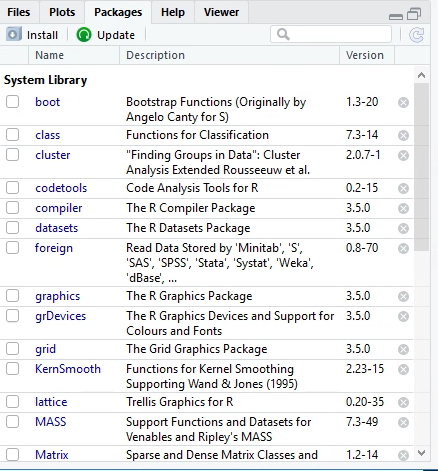 Files Plots Packages Help Viewer
Install Update
Name Description Version
System Library
boot Bootstrap Functions (Originally by 1.3-20
Angelo Canty for S)
class Functions for Classification 7.3-14
cluster "Finding Groups in Data": Cluster 2.0.7-1
Analysis Extended Rousseeuw et al.
codetools Code Analysis Tools for R 0.2-15
compiler The R Compiler Package 3.5.0
datasets The R Datasets Package 3.5.0
foreign Read Data Stored by 'Minitab', 'S', 0.8-70
'SAS', 'SPSS', 'Stata', 'Systat', 'Weka',
'dBase', ...
graphics The R Graphics Package 3.5.0
grDevices The R Graphics Devices and Support for 3.5.0
Colours and Fonts
grid The Grid Graphics Package 3.5.0
KernSmooth Functions for Kernel Smoothing 2.23-15
Supporting Wand & Jones (1995)
lattice Trellis Graphics for R 0.20-35
MASS Support Functions and Datasets for 7.3-49
Venables and Ripley's MASS
Matrix Sparse and Dense Matrix Classes and 1.2-14